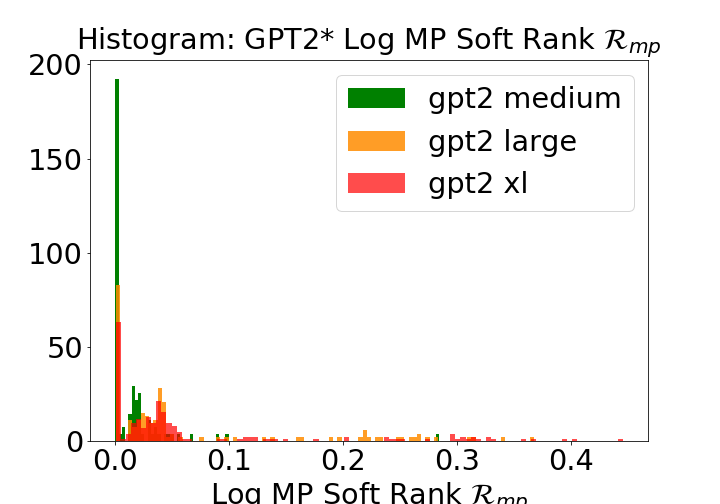 Histogram: GPT2* Log MP Soft Rank $\mathcal{R}_{mp}$
200
150
100
50
0
gpt2 medium
gpt2 large
gpt2 xl
0.0 0.1 0.2 0.3 0.4
Log MP Soft Rank $\mathcal{R}_{mp}$